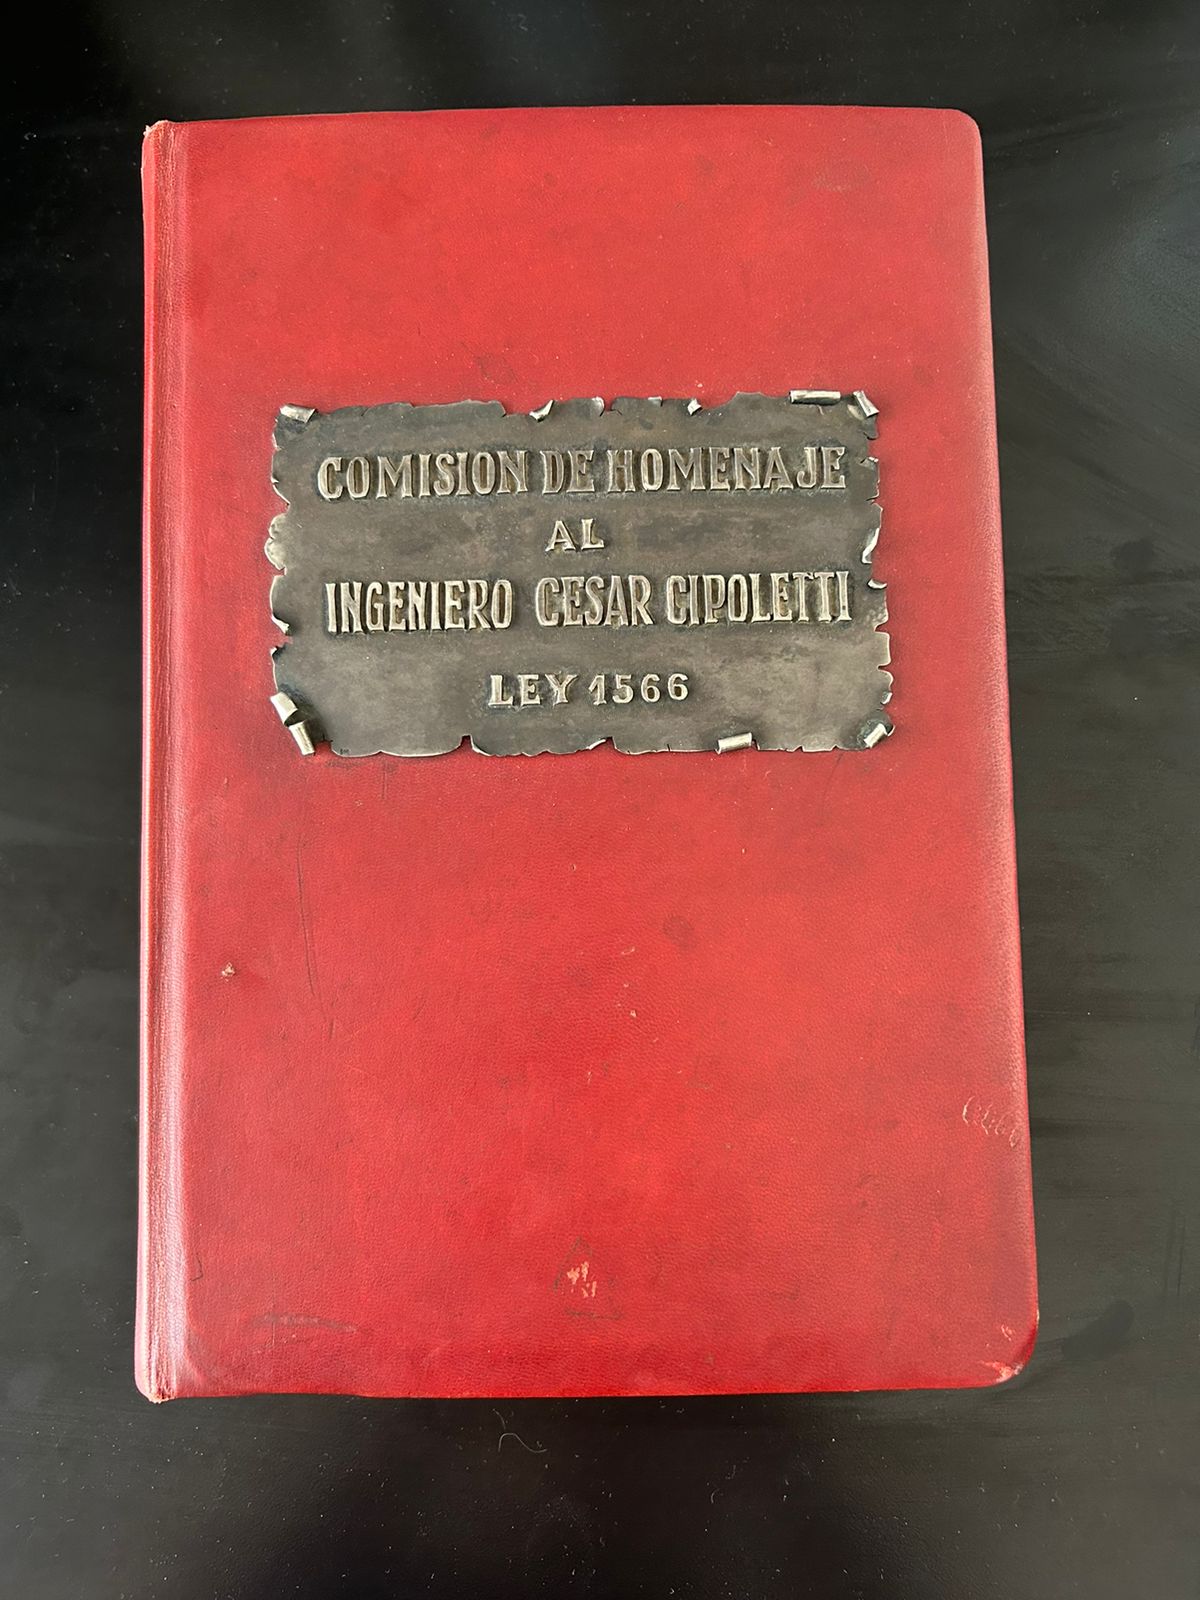 COMISION DE HOMENAJE
AL
INGENIERO CESAR CIPOLETTI
LEY 1566